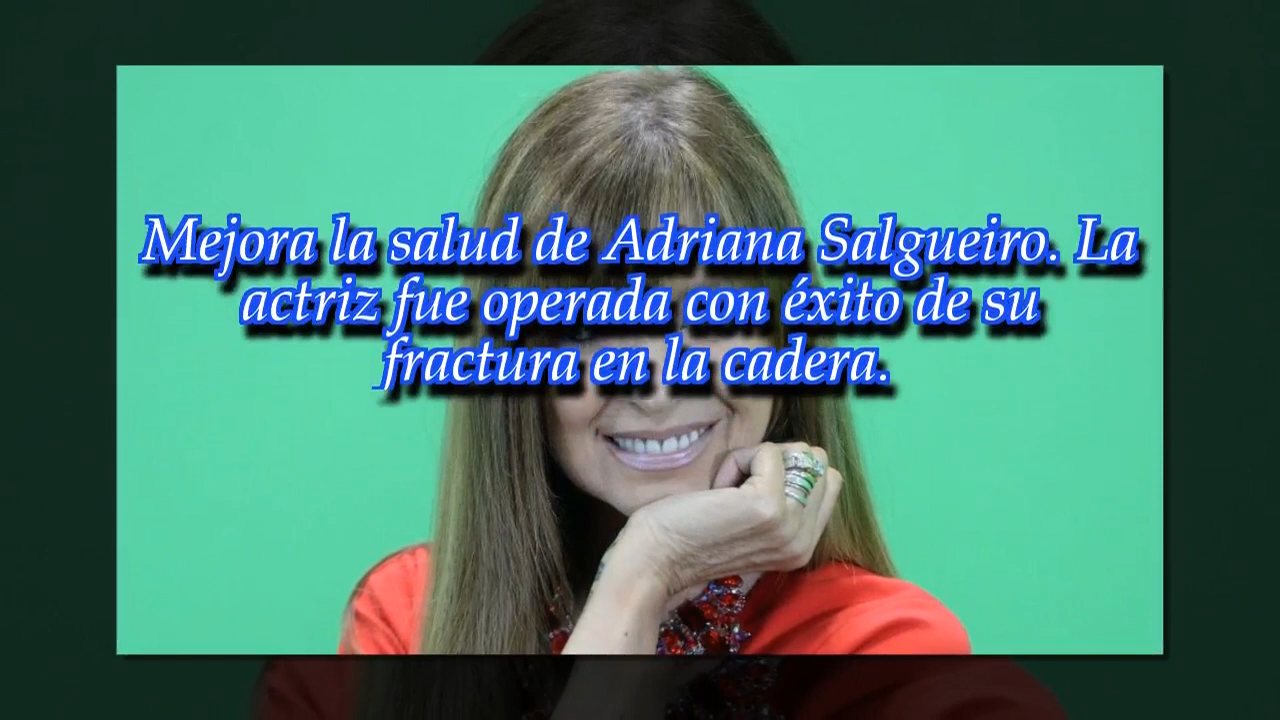 Mejora la salud de Adriana Salgueiro. La
actriz fue operada con éxito de su
fractura en la cadera.